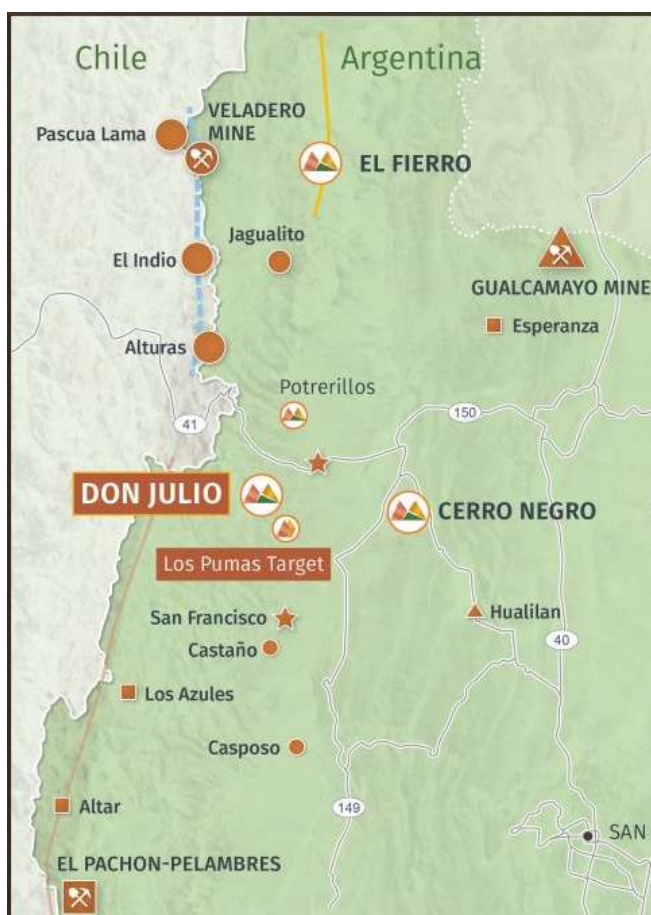 Chile
Argentina
VELADERO
MINE
Pascua Lama
EL FIERRO
Jagualito
El Indio
GUALCAMAYO MINE
Esperanza
Alturas
Potrerillos
150
41
DON JULIO
CERRO NEGRO
Los Pumas Target
San Francisco
Hualilan
Castaño
40
Los Azules
Casposo
Altar
149
SAN
EL PACHON-PELAMBRES